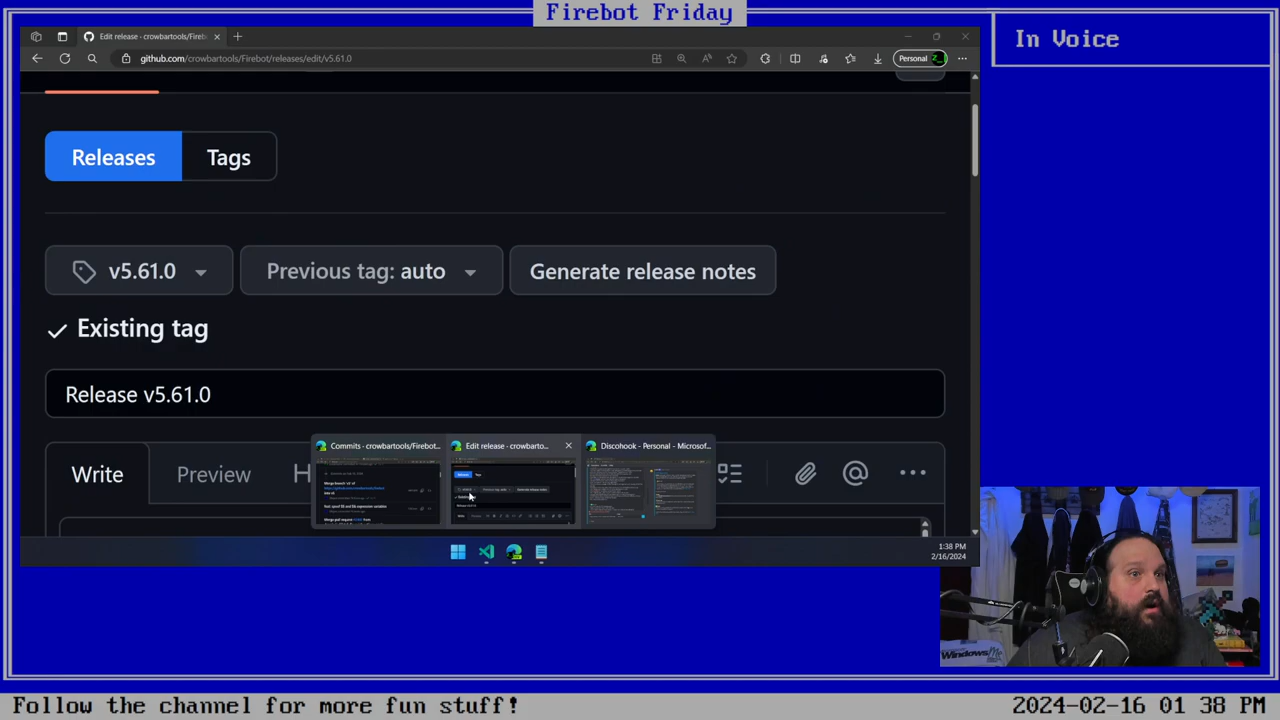 Firebot Friday
In Voice
Edit release - crowbartools/Fireb
github.com/crowbartools/Firebot/releases/edit/v5.61.0
Personal
Releases
Tags
v5.61.0
Previous tag: auto
Generate release notes
Existing tag
Release v5.61.0
Write
Preview
H
Commits - crowbartools/Firebot...
Edit release - crowbarto...
Discohook - Personal - Microsof...
1:38 PM
2/16/2024
Windows Me
Follow the channel for more fun stuff!
2024-02-16 01 38 PM